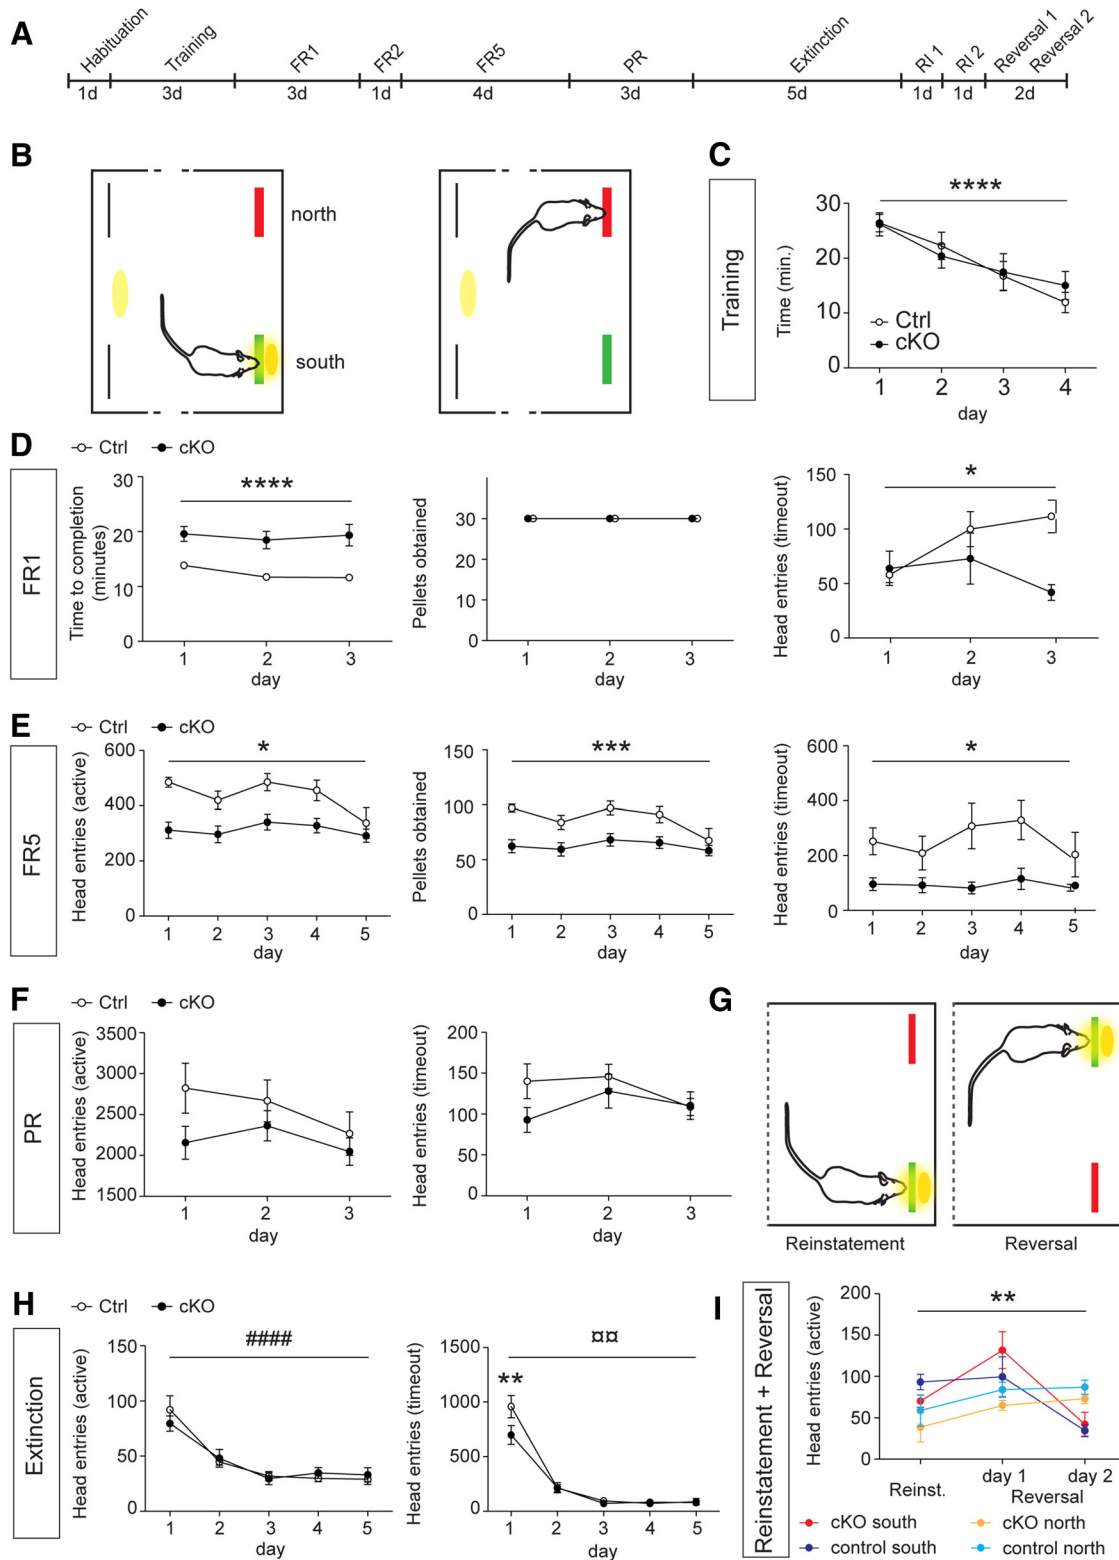 A
Habituation Training FR1 FR2 FR5 PR Extinction RI 1 RI 2 Reversal 1 Reversal 2
1d 3d 3d 1d 4d 3d 5d 1d 1d 2d
B
north
south
C
Training
****
Time (min.)
30
20
10
0
Ctrl
cKO
1 2 3 4
day
D
Ctrl cKO
FR1
****
Time to completion
(minutes)
30
20
10
0
1 2 3
day
Pellets obtained
30
20
10
0
1 2 3
day
*
Head entries (timeout)
150
100
50
0
1 2 3
day
E
Ctrl cKO
FR5
*
Head entries (active)
600
400
200
0
1 2 3 4 5
day
***
Pellets obtained
150
100
50
0
1 2 3 4 5
day
*
Head entries (timeout)
600
400
200
0
1 2 3 4 5
day
F
Ctrl cKO
PR
Head entries (active)
3500
3000
2500
2000
1500
1 2 3
day
Head entries (timeout)
200
150
100
50
0
1 2 3
day
G
Reinstatement Reversal
H
Ctrl cKO
Extinction
####
Head entries (active)
150
100
50
0
1 2 3 4 5
day
¤¤
**
Head entries (timeout)
1500
1000
500
0
1 2 3 4 5
day
I
Reinstatement + Reversal
**
Head entries (active)
200
150
100
50
0
Reinst. day 1 day 2
Reversal
cKO south cKO north
control south control north